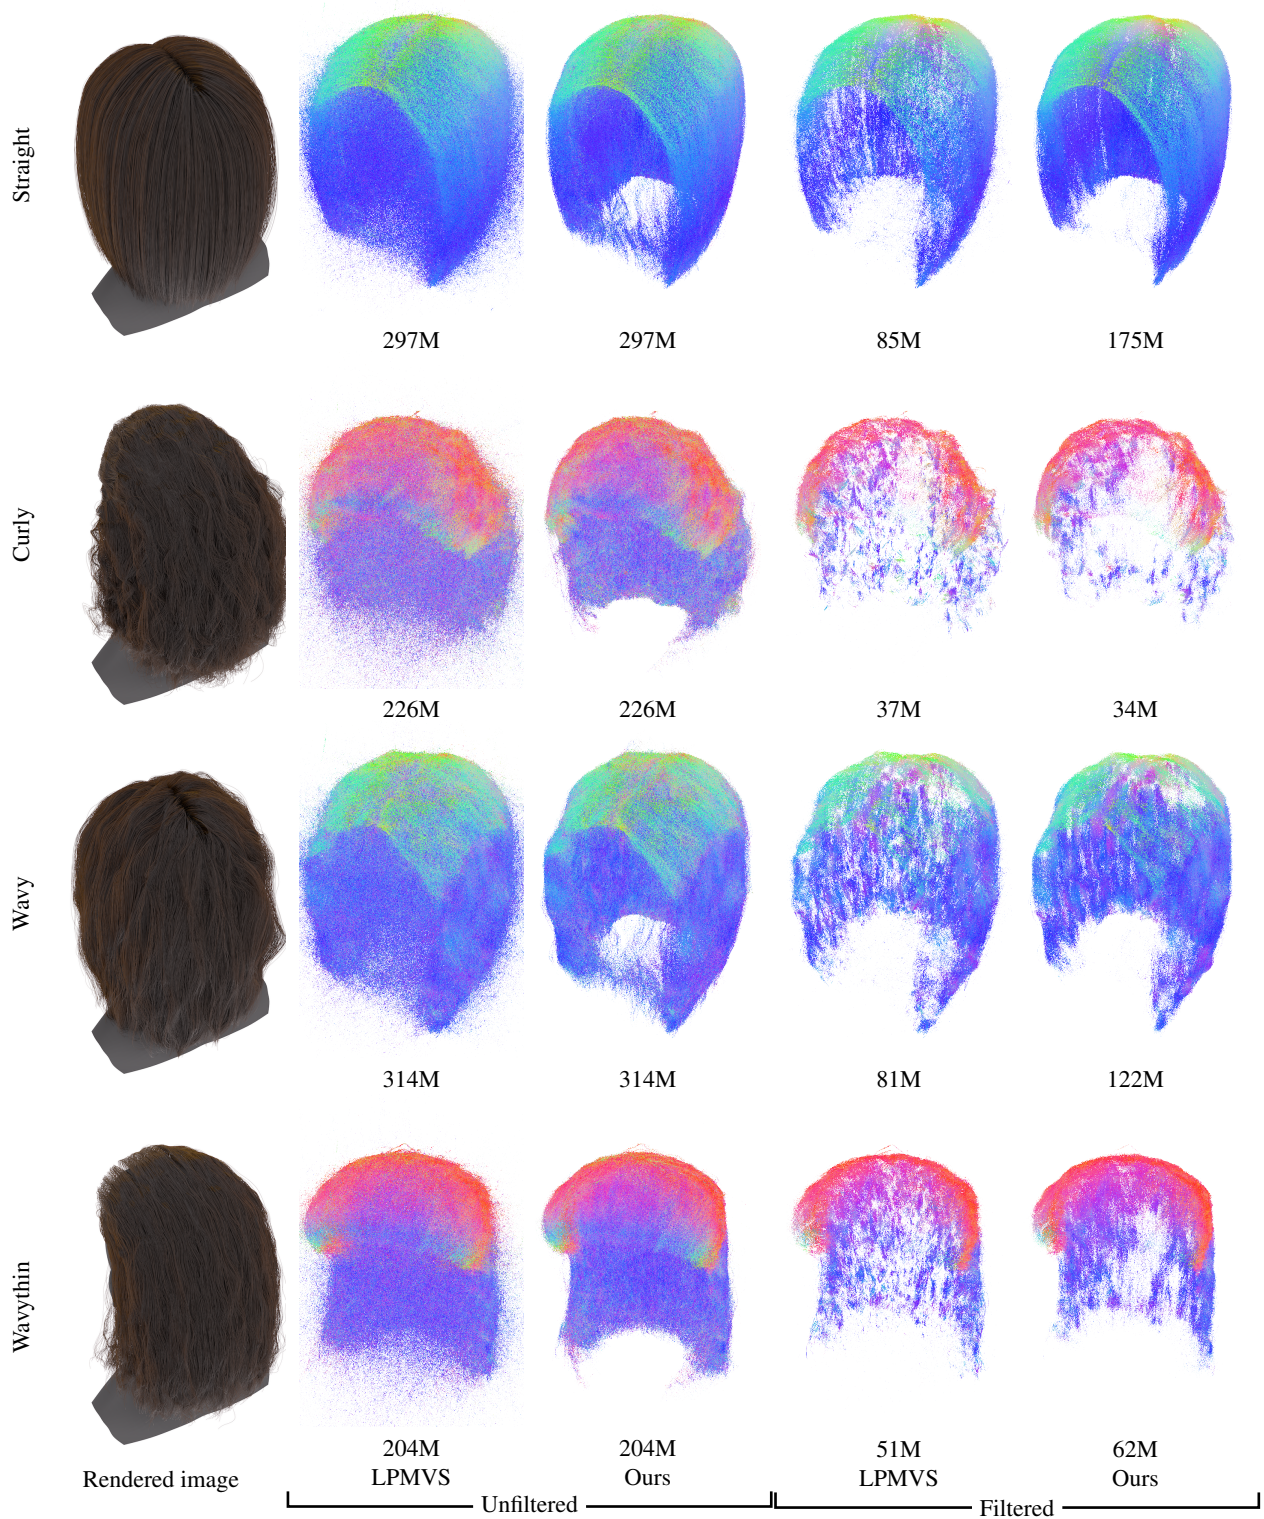 Straight
297M 297M 85M 175M
Curly
226M 226M 37M 34M
Wavy
314M 314M 81M 122M
Wavythin
204M 204M 51M 62M
Rendered image LPMVS Ours LPMVS Ours
Unfiltered Filtered